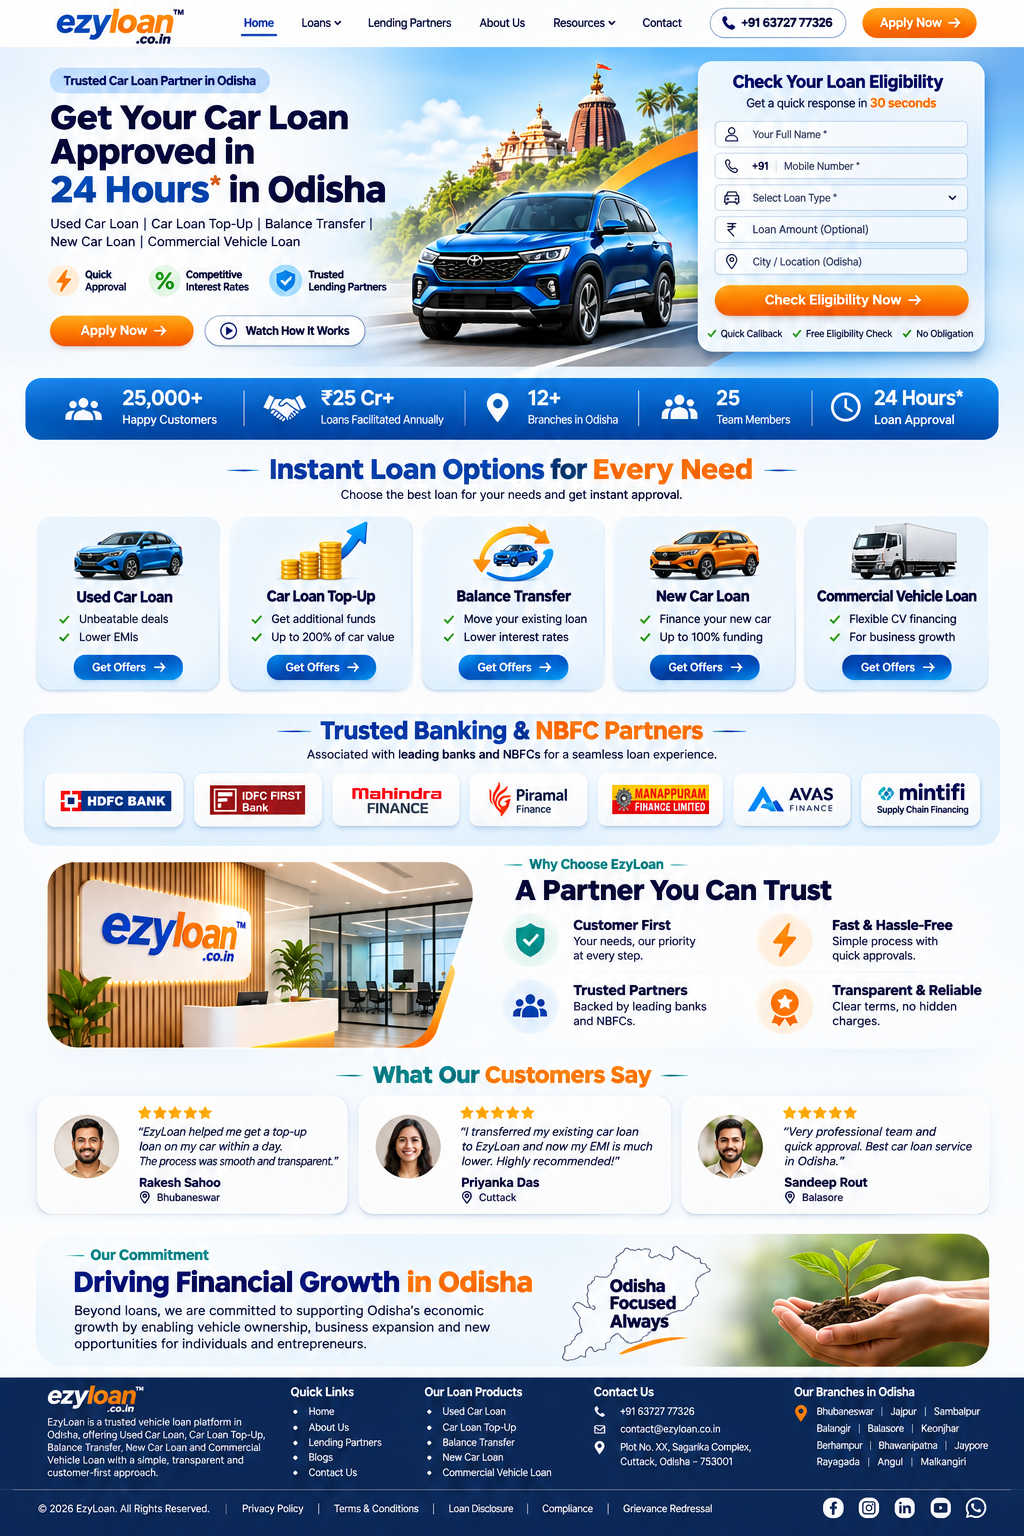 ezyloan™
.co.in
Home
Loans
Lending Partners
About Us
Resources
Contact
+91 63727 77326
Apply Now →
Trusted Car Loan Partner in Odisha
Get Your Car Loan
Approved in
24 Hours* in Odisha
Used Car Loan | Car Loan Top-Up | Balance Transfer |
New Car Loan | Commercial Vehicle Loan
Quick
Approval
Competitive
Interest Rates
Trusted
Lending Partners
Apply Now →
Watch How It Works
Check Your Loan Eligibility
Get a quick response in 30 seconds
Your Full Name *
+91 | Mobile Number *
Select Loan Type *
₹ Loan Amount (Optional)
City / Location (Odisha)
Check Eligibility Now →
✓ Quick Callback ✓ Free Eligibility Check ✓ No Obligation
25,000+
Happy Customers
₹25 Cr+
Loans Facilitated Annually
12+
Branches in Odisha
25
Team Members
24 Hours*
Loan Approval
Instant Loan Options for Every Need
Choose the best loan for your needs and get instant approval.
Used Car Loan
✓ Unbeatable deals
✓ Lower EMIs
Get Offers →
Car Loan Top-Up
✓ Get additional funds
✓ Up to 200% of car value
Get Offers →
Balance Transfer
✓ Move your existing loan
✓ Lower interest rates
Get Offers →
New Car Loan
✓ Finance your new car
✓ Up to 100% funding
Get Offers →
Commercial Vehicle Loan
✓ Flexible CV financing
✓ For business growth
Get Offers →
Trusted Banking & NBFC Partners
Associated with leading banks and NBFCs for a seamless loan experience.
HDFC BANK
IDFC FIRST
Bank
Mahindra
FINANCE
Piramal
Finance
MANAPPURAM
FINANCE LIMITED
AVAS
FINANCE
mintifi
Supply Chain Financing
ezyloan™
.co.in
Why Choose EzyLoan
A Partner You Can Trust
Customer First
Your needs, our priority
at every step.
Fast & Hassle-Free
Simple process with
quick approvals.
Trusted Partners
Backed by leading banks
and NBFCs.
Transparent & Reliable
Clear terms, no hidden
charges.
What Our Customers Say
"EzyLoan helped me get a top-up
loan on my car within a day.
The process was smooth and transparent."
Rakesh Sahoo
Bhubaneswar
"I transferred my existing car loan
to EzyLoan and now my EMI is much
lower. Highly recommended!"
Priyanka Das
Cuttack
"Very professional team and
quick approval. Best car loan service
in Odisha."
Sandeep Rout
Balasore
Our Commitment
Driving Financial Growth in Odisha
Beyond loans, we are committed to supporting Odisha's economic
growth by enabling vehicle ownership, business expansion and new
opportunities for individuals and entrepreneurs.
Odisha
Focused
Always
ezyloan™
.co.in
EzyLoan is a trusted vehicle loan platform in
Odisha, offering Used Car Loan, Car Loan Top-Up,
Balance Transfer, New Car Loan and Commercial
Vehicle Loan with a simple, transparent and
customer-first approach.
Quick Links
• Home
• About Us
• Lending Partners
• Blogs
• Contact Us
Our Loan Products
• Used Car Loan
• Car Loan Top-Up
• Balance Transfer
• New Car Loan
• Commercial Vehicle Loan
Contact Us
+91 63727 77326
contact@ezyloan.co.in
Plot No. XX, Sagarika Complex,
Cuttack, Odisha – 753001
Our Branches in Odisha
Bhubaneswar | Jajpur | Sambalpur
Balangir | Balasore | Keonjhar
Berhampur | Bhawanipatna | Jaypore
Rayagada | Angul | Malkangiri
© 2026 EzyLoan. All Rights Reserved. | Privacy Policy | Terms & Conditions | Loan Disclosure | Compliance | Grievance Redressal